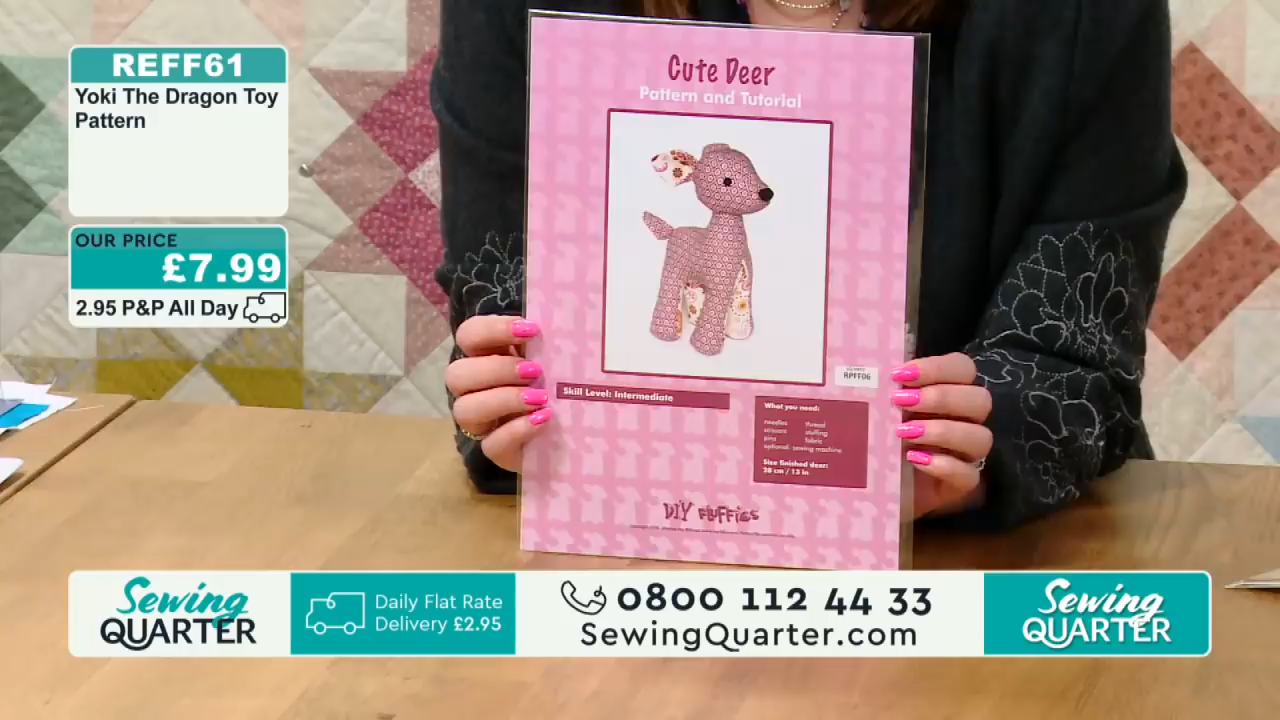 REFF61
Yoki The Dragon Toy
Pattern
OUR PRICE
£7.99
2.95 P&P All Day
Cute Deer
Pattern and Tutorial
RPFF06
Skill Level: Intermediate
What you need:
needles thread
scissors stuffing
pins fabric
optional: sewing machine
Size finished deer:
DIY FLUFFIES
Sewing
QUARTER
Daily Flat Rate
Delivery £2.95
0800 112 44 33
SewingQuarter.com
Sewing
QUARTER